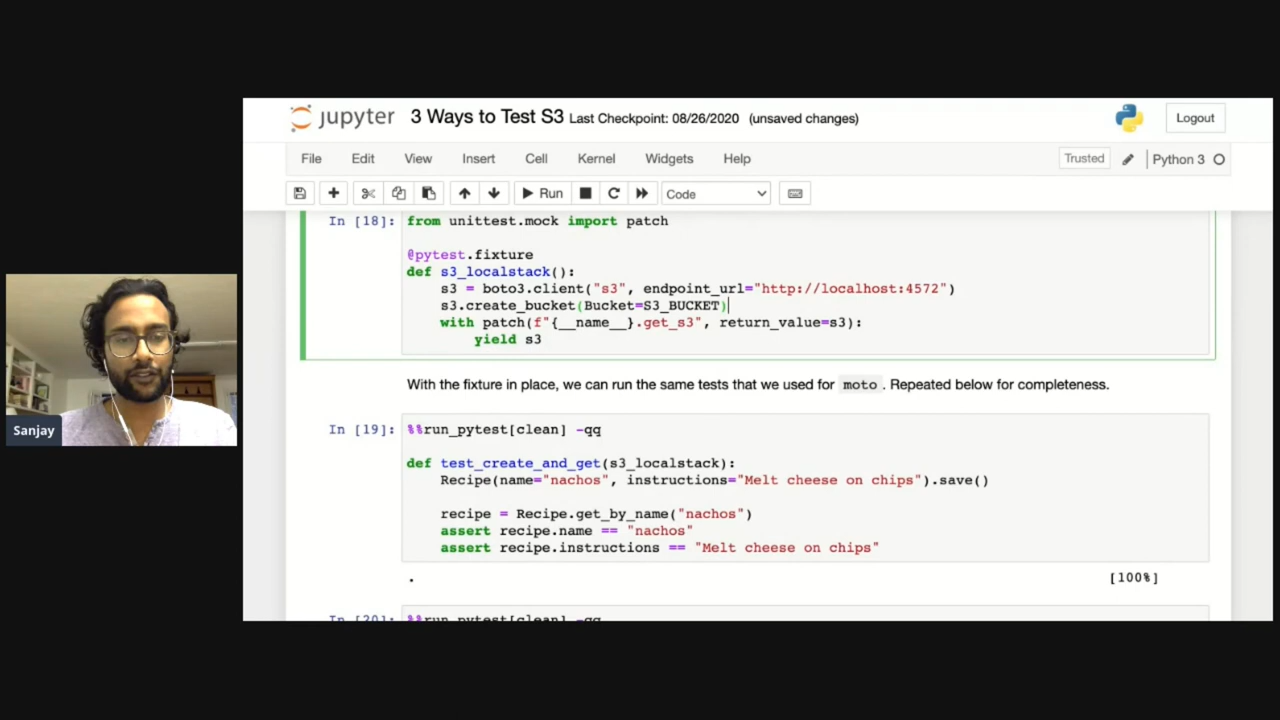 jupyter 3 Ways to Test S3 Last Checkpoint: 08/26/2020 (unsaved changes) Logout
File Edit View Insert Cell Kernel Widgets Help Trusted Python 3
Run Code
In [18]: from unittest.mock import patch
@pytest.fixture
def s3_localstack():
s3 = boto3.client("s3", endpoint_url="http://localhost:4572")
s3.create_bucket(Bucket=S3_BUCKET)
with patch(f"{__name__}.get_s3", return_value=s3):
yield s3
With the fixture in place, we can run the same tests that we used for moto . Repeated below for completeness.
Sanjay
In [19]: %%run_pytest[clean] -qq
def test_create_and_get(s3_localstack):
Recipe(name="nachos", instructions="Melt cheese on chips").save()
recipe = Recipe.get_by_name("nachos")
assert recipe.name == "nachos"
assert recipe.instructions == "Melt cheese on chips"
. [100%]
In [20]: %%run_pytest[clean] -qq